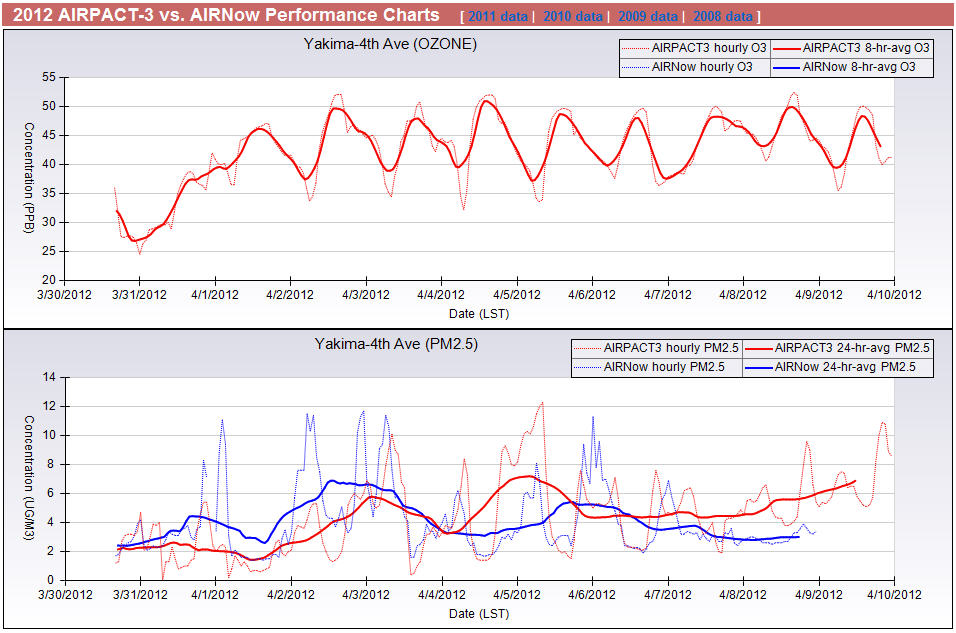 2012 AIRPACT-3 vs. AIRNow Performance Charts [ 2011 data | 2010 data | 2009 data | 2008 data ]
Yakima-4th Ave (OZONE)
AIRPACT3 hourly O3 AIRPACT3 8-hr-avg O3
AIRNow hourly O3 AIRNow 8-hr-avg O3
Concentration (PPB)
55
50
45
40
35
30
25
20
3/30/2012 3/31/2012 4/1/2012 4/2/2012 4/3/2012 4/4/2012 4/5/2012 4/6/2012 4/7/2012 4/8/2012 4/9/2012 4/10/2012
Date (LST)
Yakima-4th Ave (PM2.5)
AIRPACT3 hourly PM2.5 AIRPACT3 24-hr-avg PM2.5
AIRNow hourly PM2.5 AIRNow 24-hr-avg PM2.5
Concentration (UG/M3)
14
12
10
8
6
4
2
0
3/30/2012 3/31/2012 4/1/2012 4/2/2012 4/3/2012 4/4/2012 4/5/2012 4/6/2012 4/7/2012 4/8/2012 4/9/2012 4/10/2012
Date (LST)